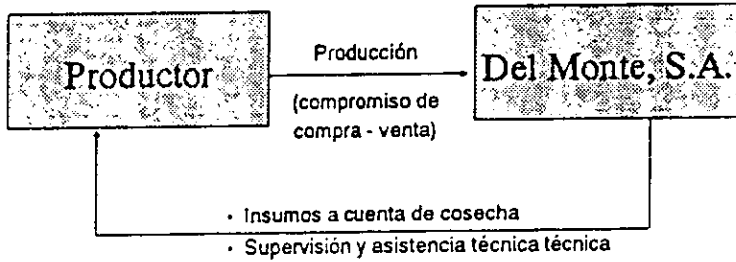 Productor
Producción
(compromiso de
compra - venta)
Del Monte, S.A.
· Insumos a cuenta de cosecha
· Supervisión y asistencia técnica técnica